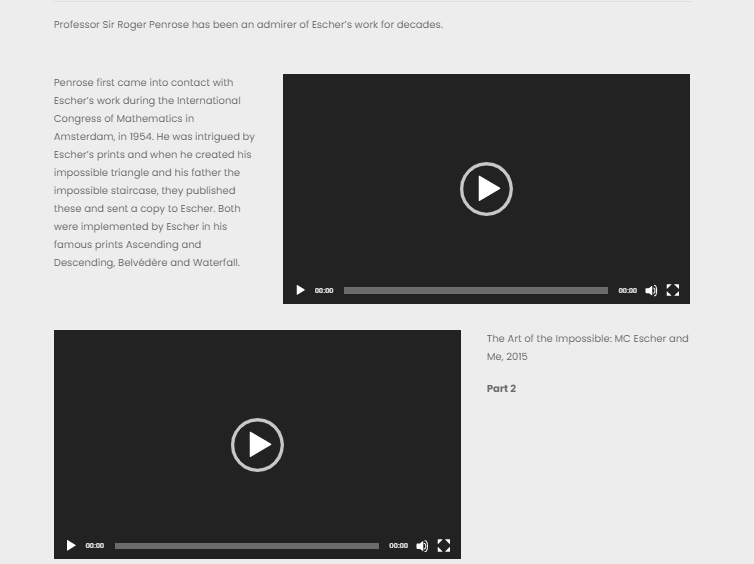 Professor Sir Roger Penrose has been an admirer of Escher’s work for decades.
Penrose first came into contact with
Escher’s work during the International
Congress of Mathematics in
Amsterdam, in 1954. He was intrigued by
Escher’s prints and when he created his
impossible triangle and his father the
impossible staircase, they published
these and sent a copy to Escher. Both
were implemented by Escher in his
famous prints Ascending and
Descending, Belvédère and Waterfall.
00:00 00:00
The Art of the Impossible: MC Escher and
Me, 2015
Part 2
00:00 00:00